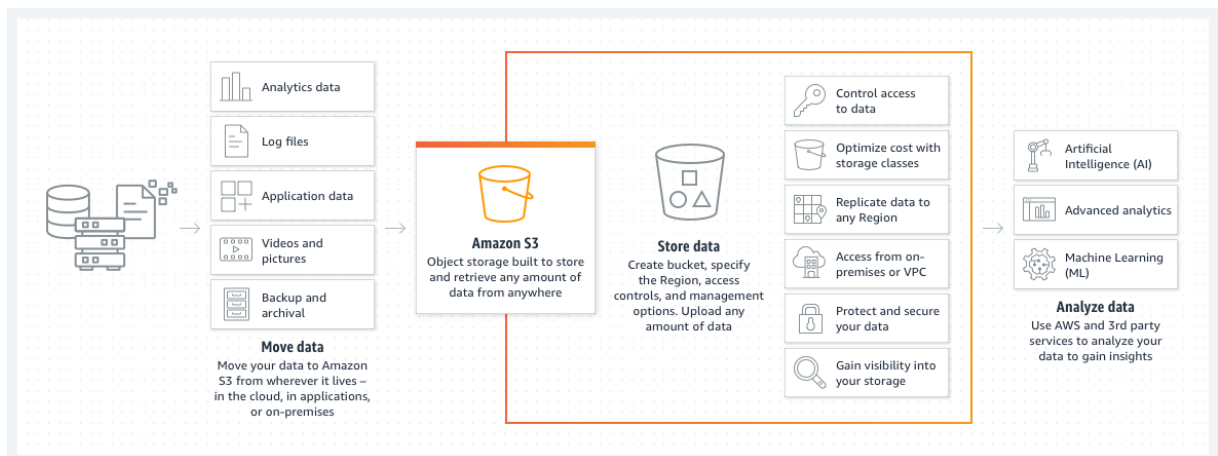 Analytics data
Log files
Application data
Videos and
pictures
Backup and
archival
Move data
Move your data to Amazon
S3 from wherever it lives –
in the cloud, in applications,
or on-premises
Amazon S3
Object storage built to store
and retrieve any amount of
data from anywhere
Store data
Create bucket, specify
the Region, access
controls, and management
options. Upload any
amount of data
Control access
to data
Optimize cost with
storage classes
Replicate data to
any Region
Access from on-
premises or VPC
Protect and secure
your data
Gain visibility into
your storage
Artificial
Intelligence (AI)
Advanced analytics
Machine Learning
(ML)
Analyze data
Use AWS and 3rd party
services to analyze your
data to gain insights